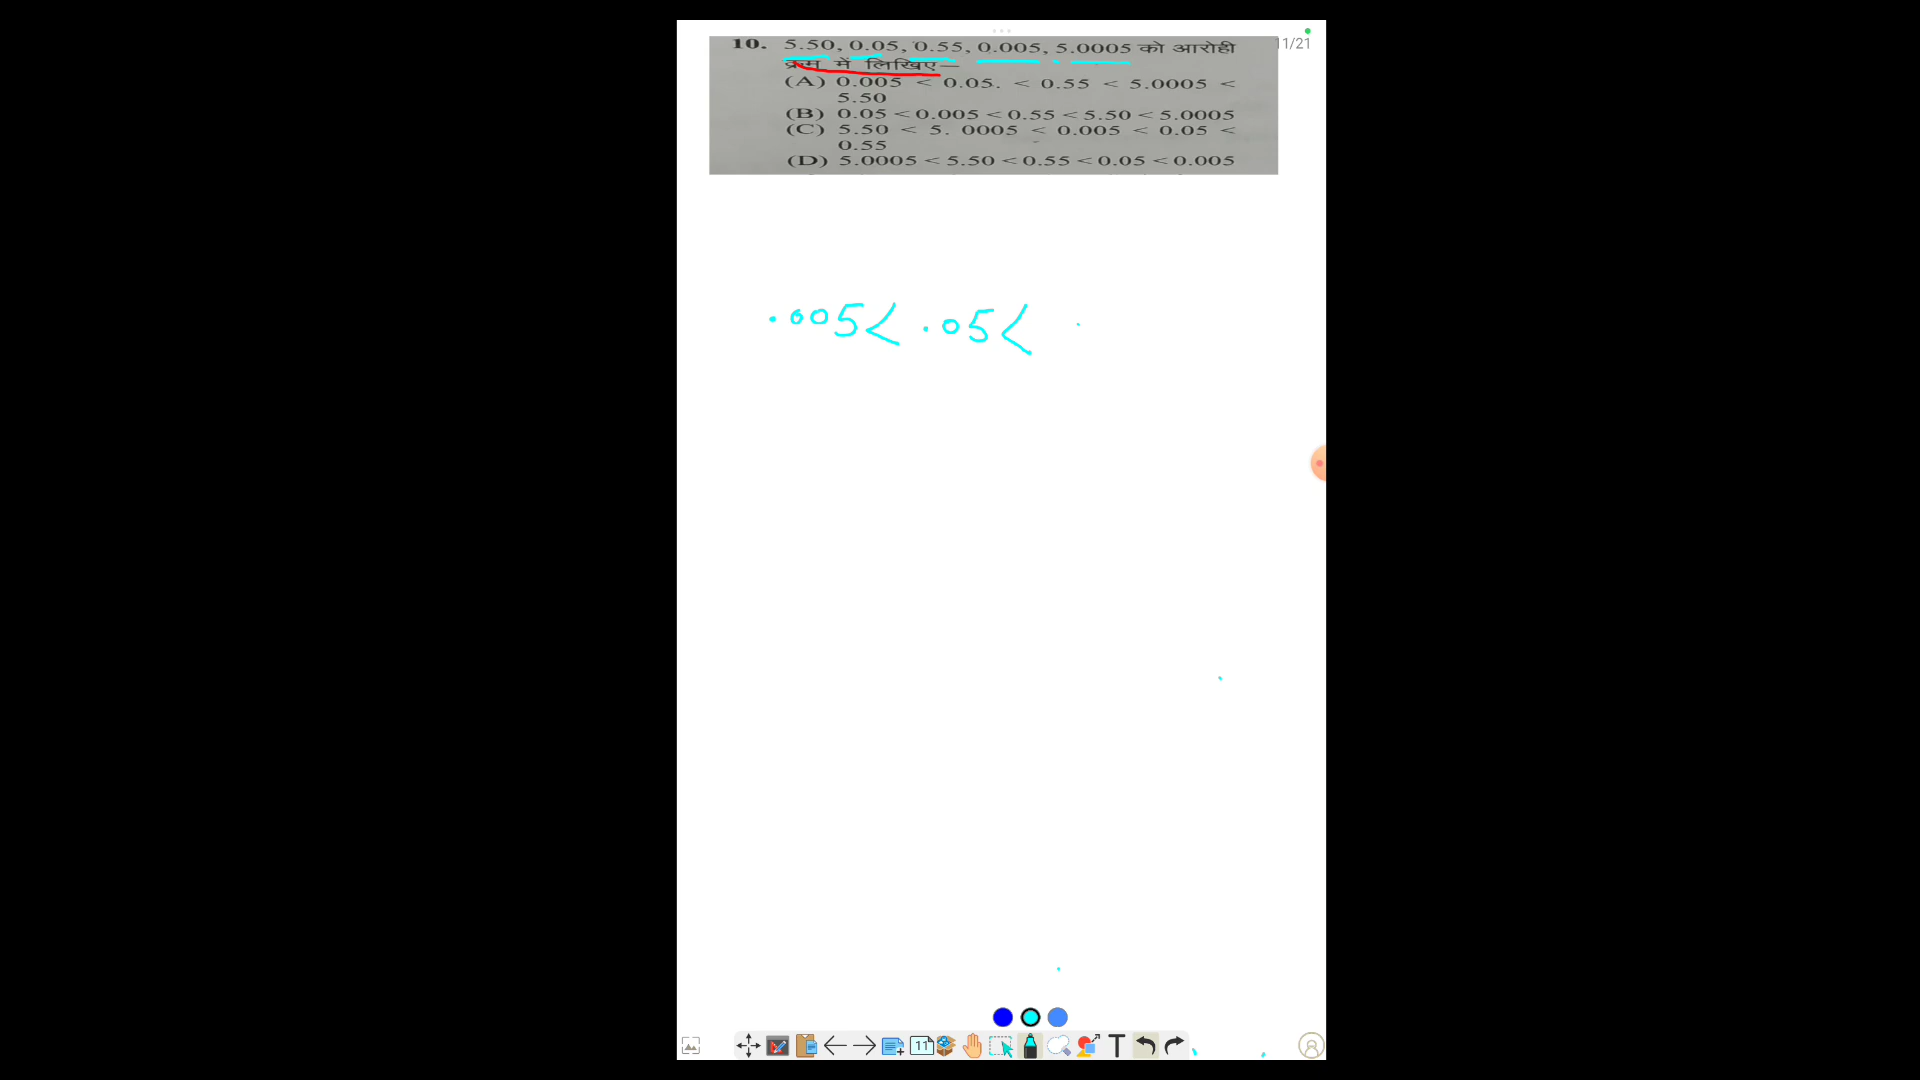 11/21
10. 5.50, 0.05, 0.55, 0.005, 5.0005 को आरोही
क्रम में लिखिए—
(A) 0.005 < 0.05. < 0.55 < 5.0005 <
5.50
(B) 0.05 < 0.005 < 0.55 < 5.50 < 5.0005
(C) 5.50 < 5. 0005 < 0.005 < 0.05 <
0.55
(D) 5.0005 < 5.50 < 0.55 < 0.05 < 0.005
.005< .05< .
11
T